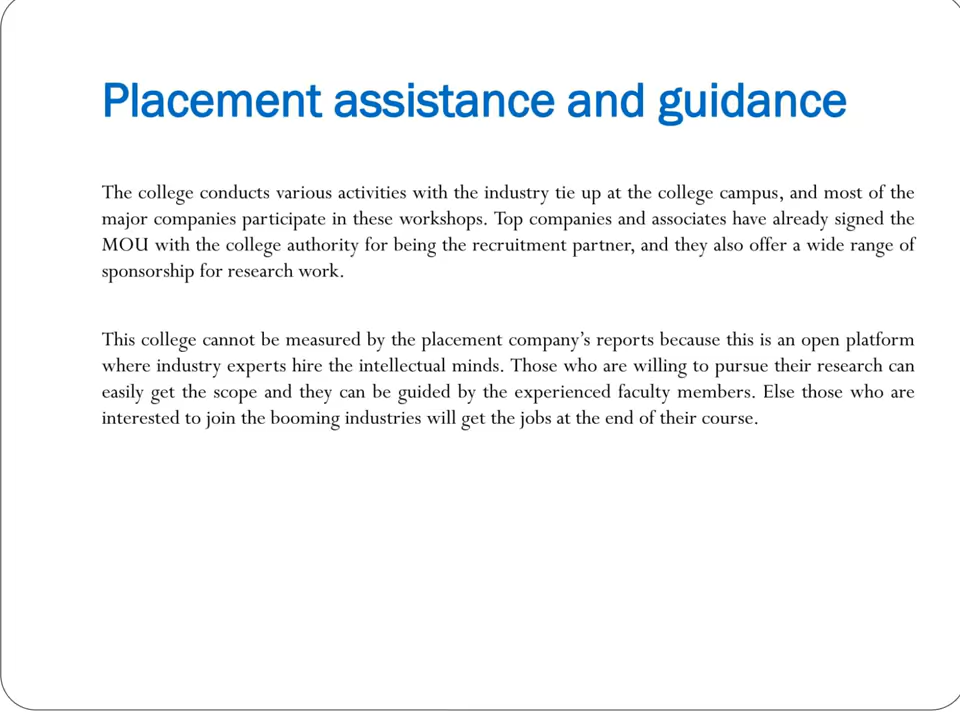 Placement assistance and guidance
The college conducts various activities with the industry tie up at the college campus, and most of the
major companies participate in these workshops. Top companies and associates have already signed the
MOU with the college authority for being the recruitment partner, and they also offer a wide range of
sponsorship for research work.
This college cannot be measured by the placement company’s reports because this is an open platform
where industry experts hire the intellectual minds. Those who are willing to pursue their research can
easily get the scope and they can be guided by the experienced faculty members. Else those who are
interested to join the booming industries will get the jobs at the end of their course.